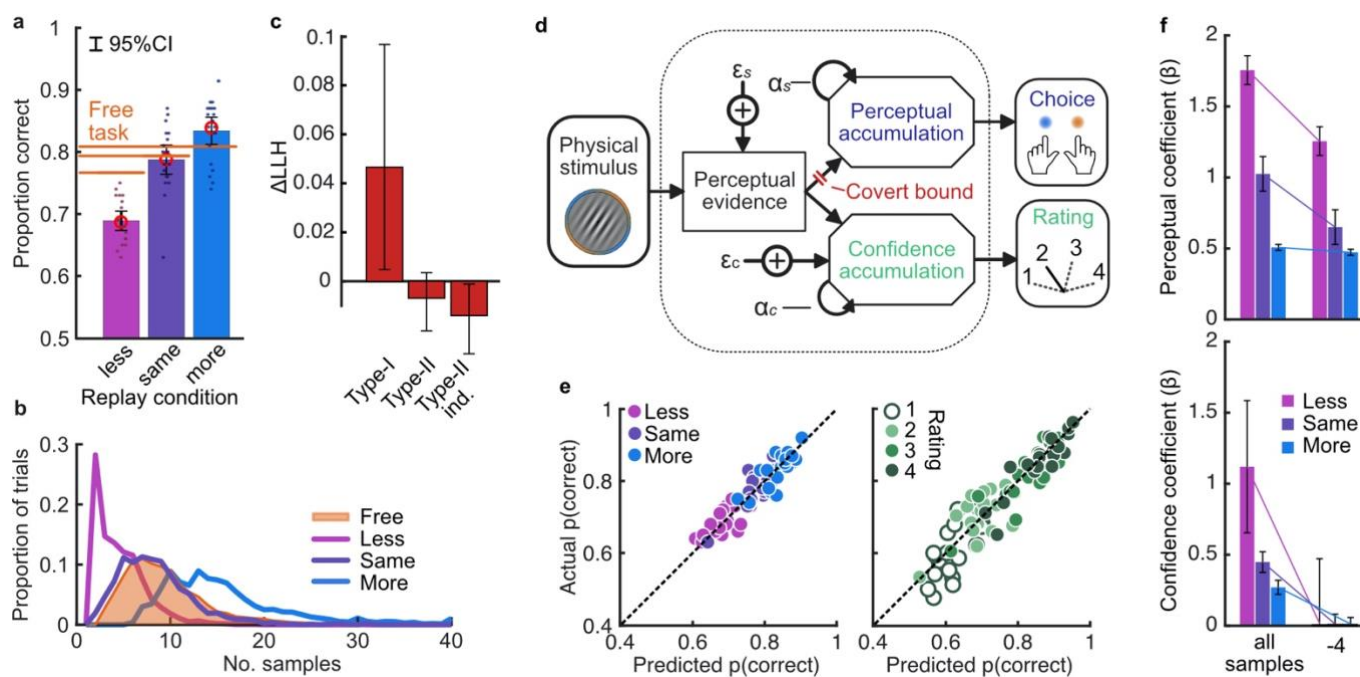 a
95%CI
Free
task
Proportion correct
0.9
0.8
0.7
0.6
0.5
less
same
more
Replay condition
b
Proportion of trials
0.3
0.2
0.1
0
Free
Less
Same
More
0
10
20
30
40
No. samples
c
ΔLLH
0.1
0.08
0.06
0.04
0.02
0
Type-I
Type-II
Type-II
ind.
d
Physical
stimulus
εs
+
Perceptual
evidence
αs
Perceptual
accumulation
Covert bound
εc
+
αc
Confidence
accumulation
Choice
Rating
1
2
3
4
e
Actual p(correct)
1
0.8
0.6
0.4
Less
Same
More
0.4
0.6
0.8
1
Predicted p(correct)
1
2
3
4
Rating
0.4
0.6
0.8
1
Predicted p(correct)
f
Perceptual coefficient (β)
2
1.5
1
0.5
0
Confidence coefficient (β)
2
1.5
1
0.5
0
Less
Same
More
all
samples
-4